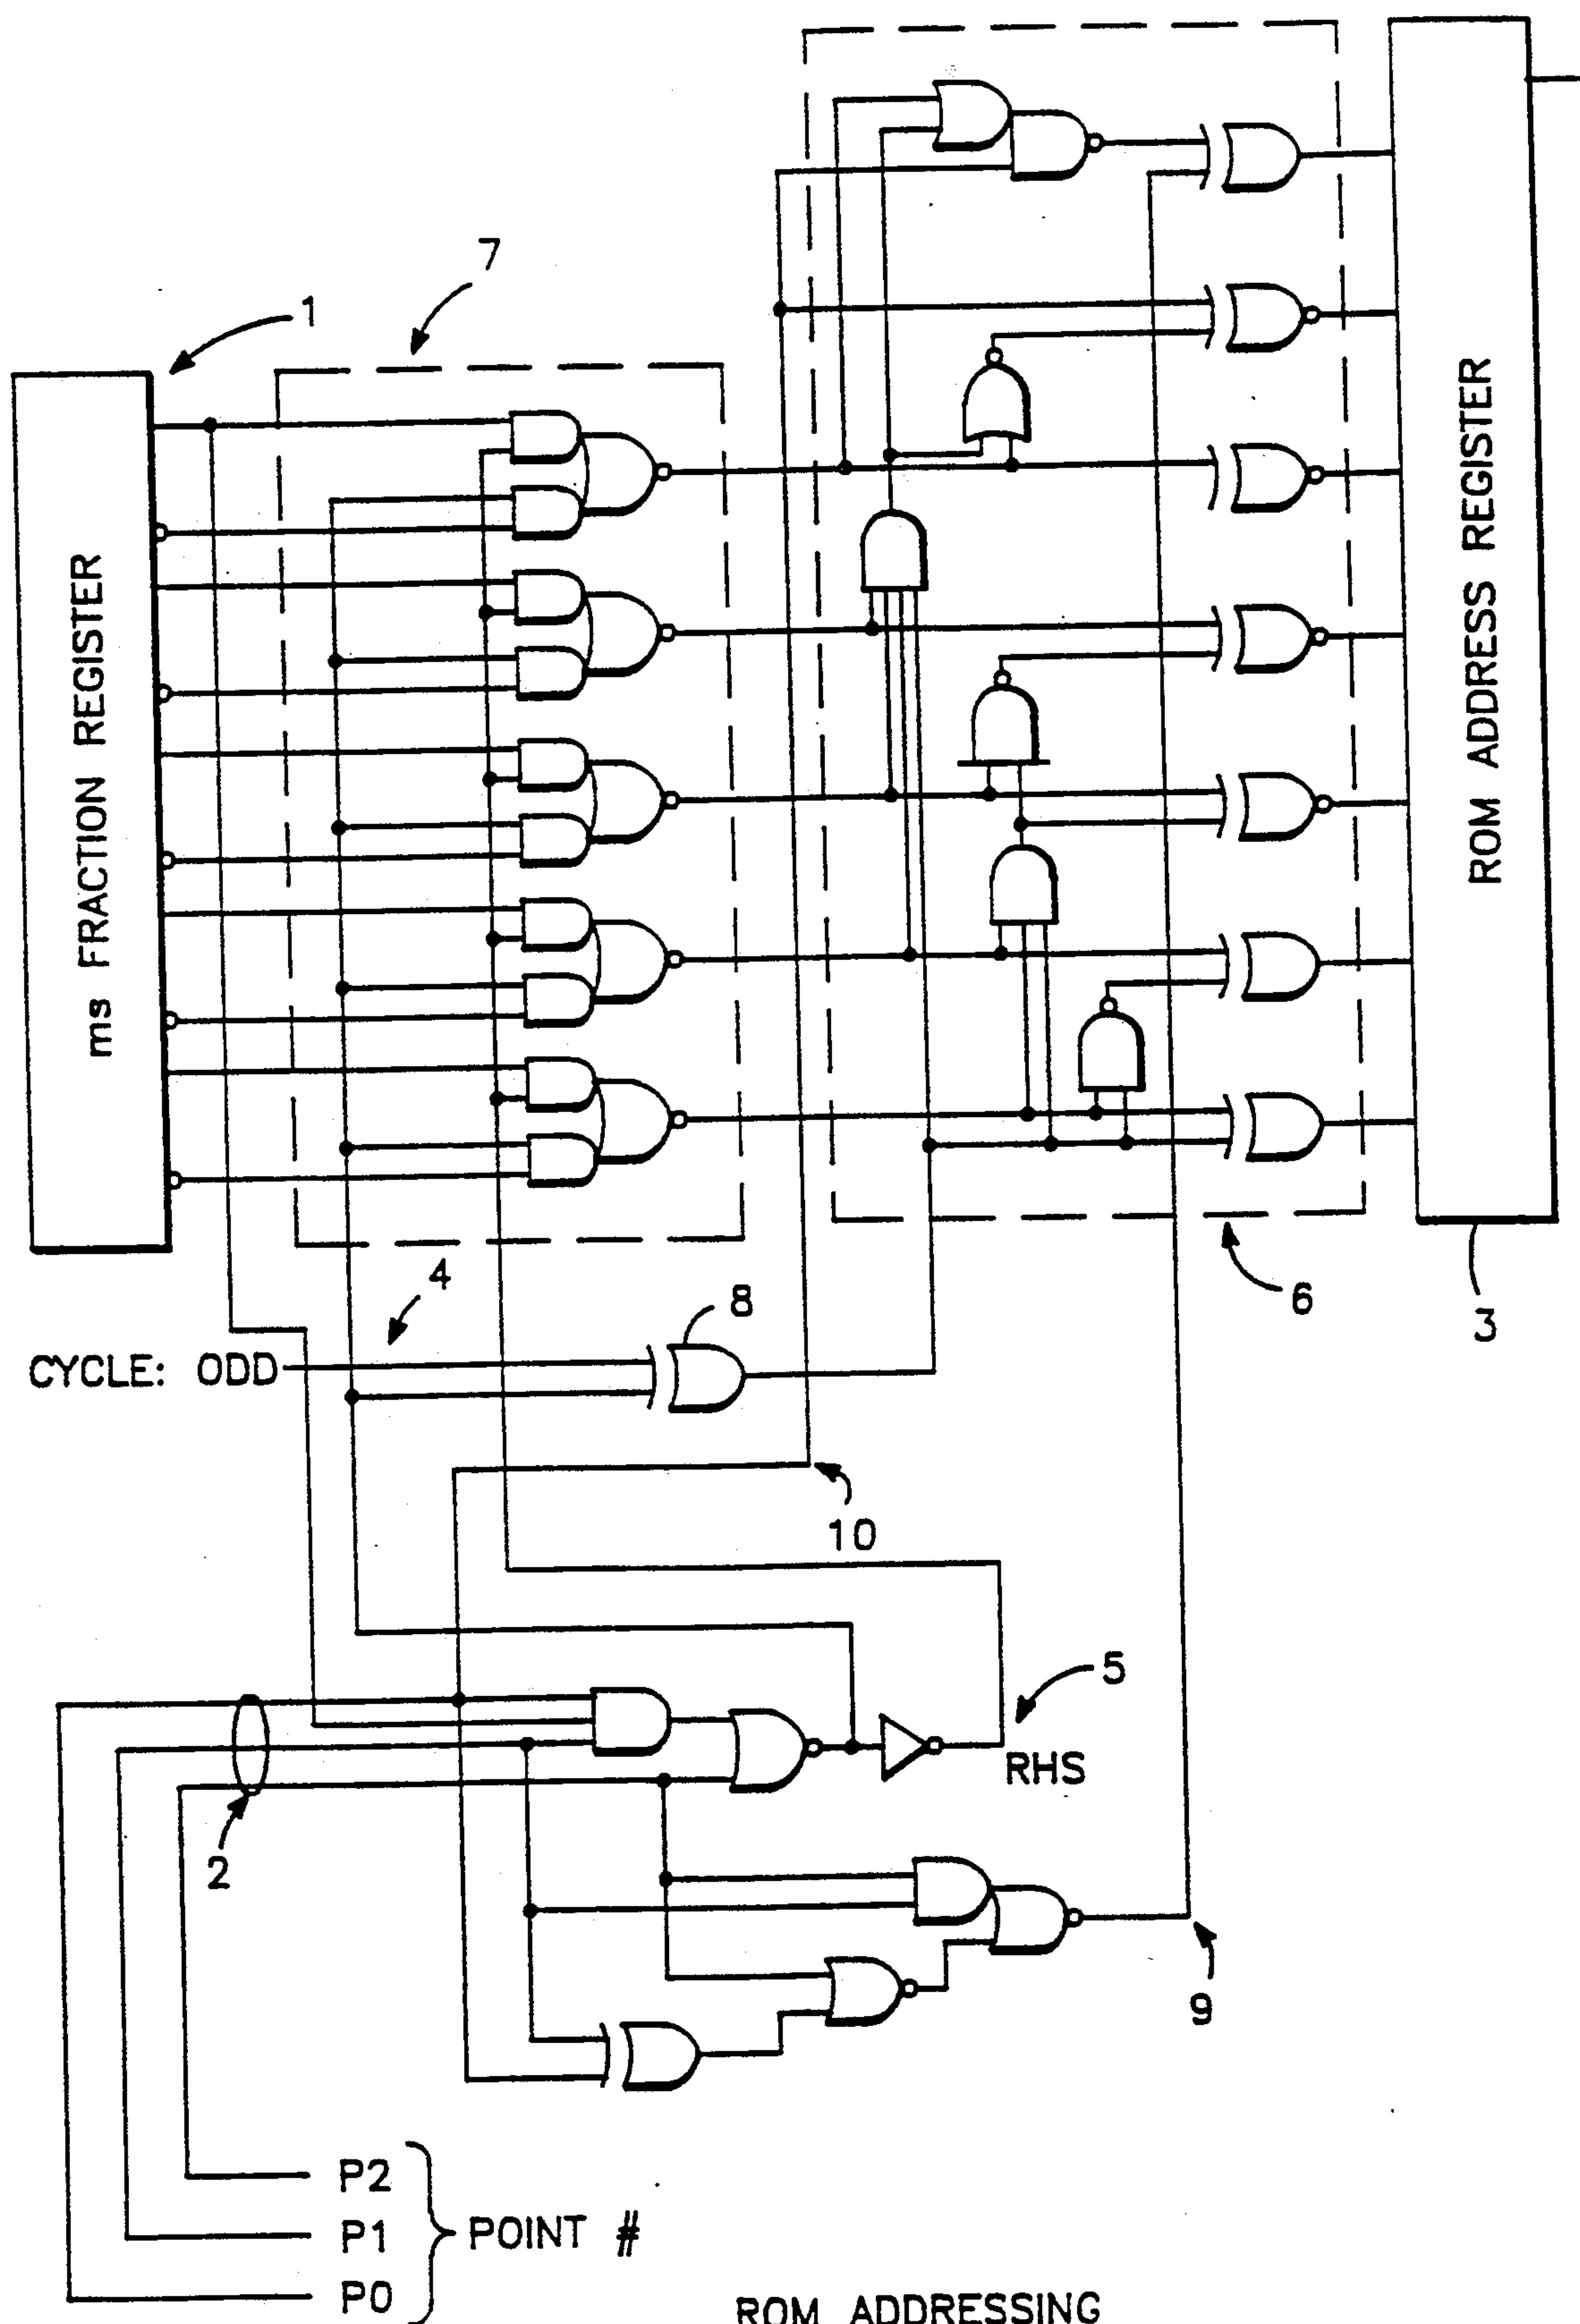 7
1
ms FRACTION REGISTER
ROM ADDRESS REGISTER
4
8
6
3
CYCLE: ODD
10
5
RHS
2
9
P2
P1
P0
POINT #
ROM ADDRESSING